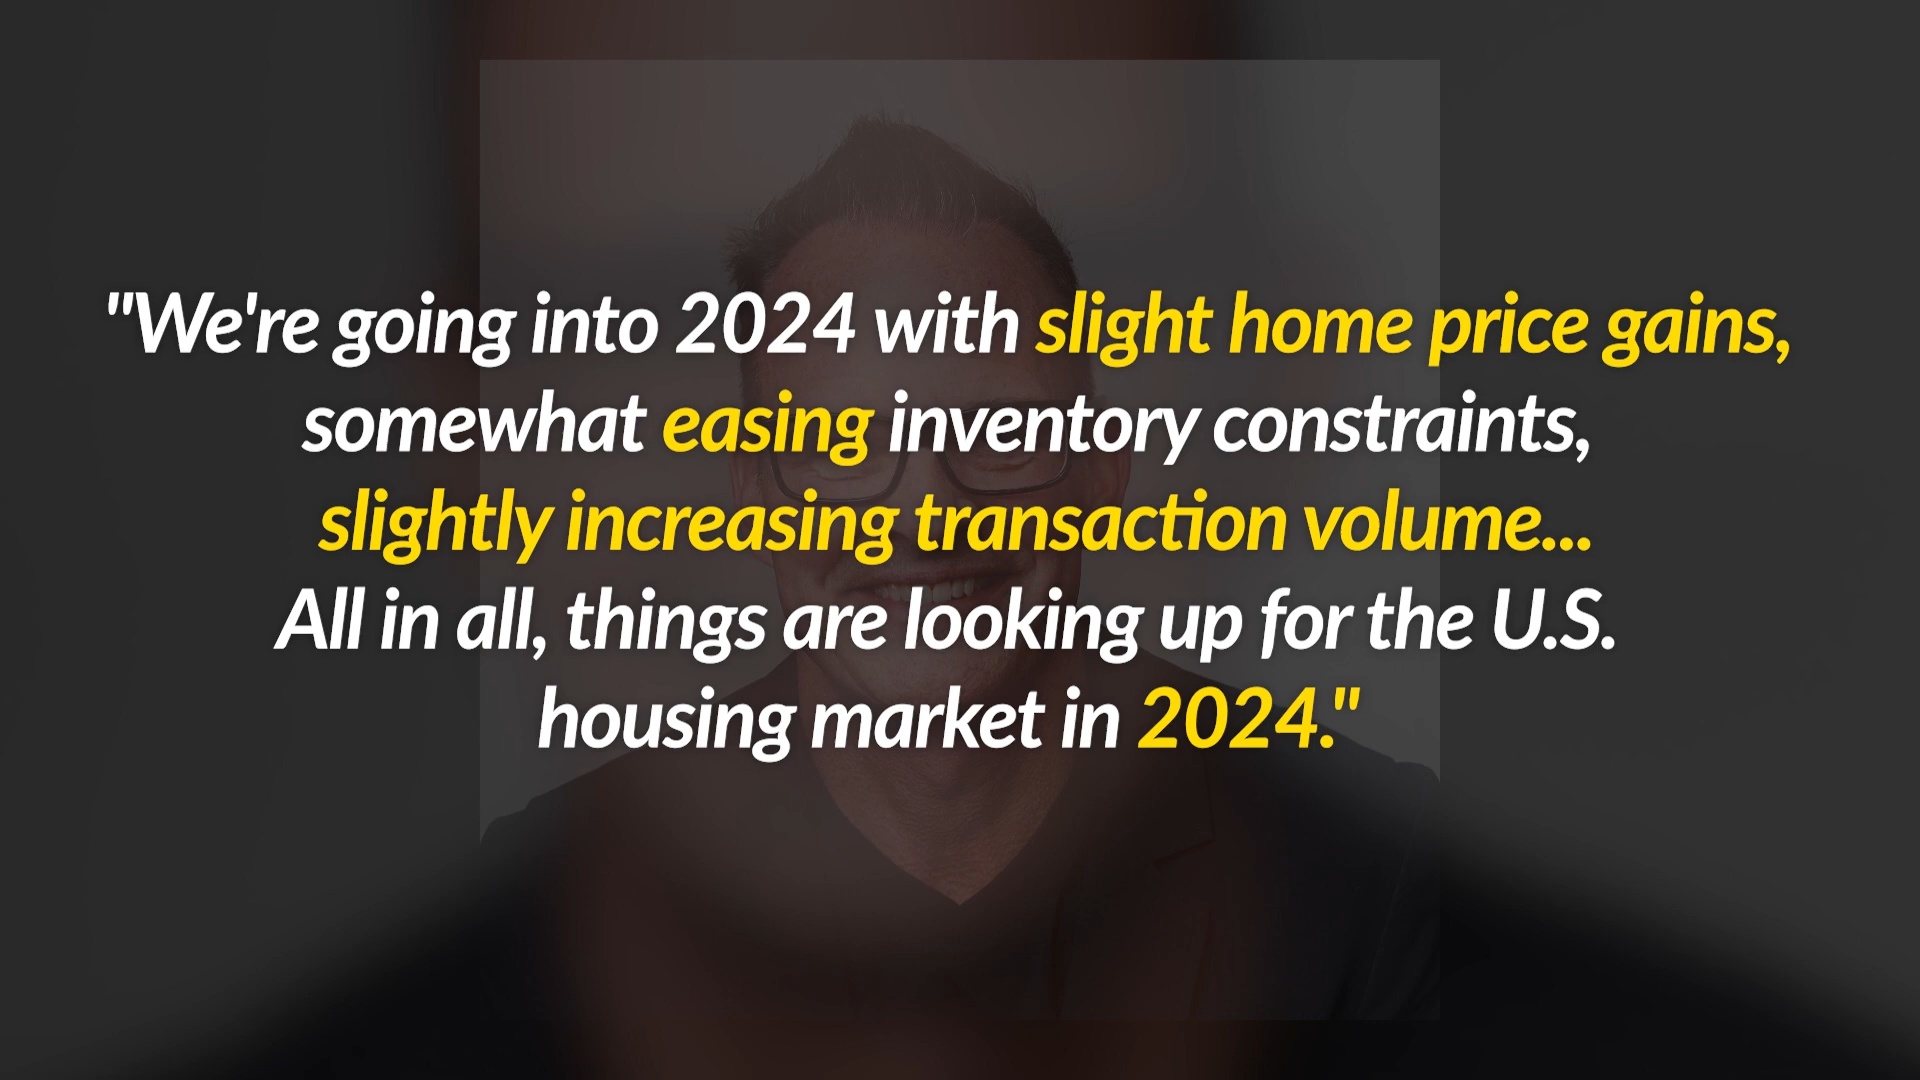 "We're going into 2024 with slight home price gains,
somewhat easing inventory constraints,
slightly increasing transaction volume...
All in all, things are looking up for the U.S.
housing market in 2024."